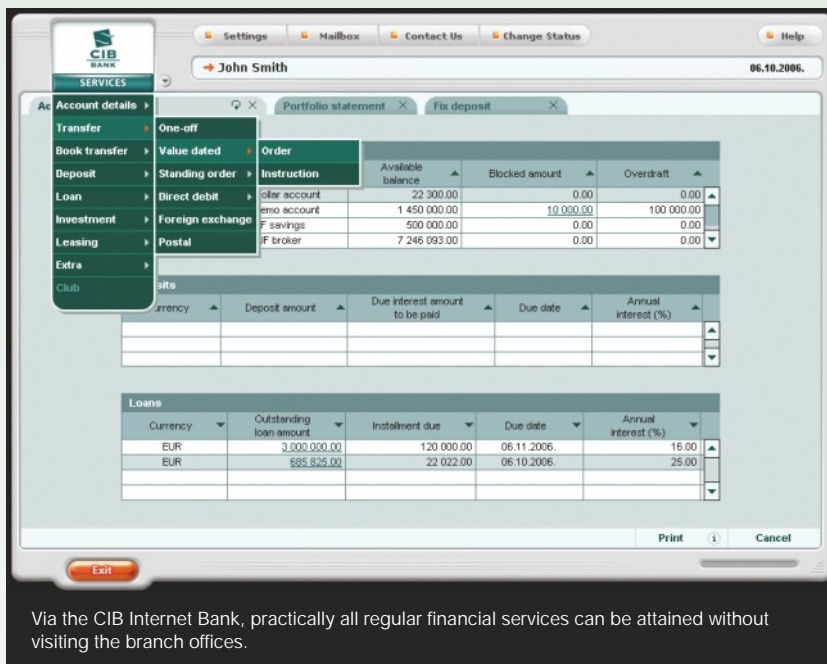 Settings Mailbox Contact Us Change Status Help
CIB
BANK
SERVICES
John Smith 06.10.2006.
Account details
Transfer
Book transfer
Deposit
Loan
Investment
Leasing
Extra
Club
One-off
Value dated
Standing order
Direct debit
Foreign exchange
Postal
Order
Instruction
Portfolio statement Fix deposit
Available balance Blocked amount Overdraft
account 22 300.00 0.00 0.00
account 1 450 000.00 10 000.00 100 000.00
savings 500 000.00 0.00 0.00
broker 7 246 093.00 0.00 0.00
Deposit amount Due interest amount to be paid Due date Annual interest (%)
Loans
Currency Outstanding loan amount Installment due Due date Annual interest (%)
EUR 3 000 000.00 120 000.00 06.11.2006. 16.00
EUR 685 825.00 22 022.00 06.10.2006. 25.00
Print i Cancel
Exit
Via the CIB Internet Bank, practically all regular financial services can be attained without
visiting the branch offices.